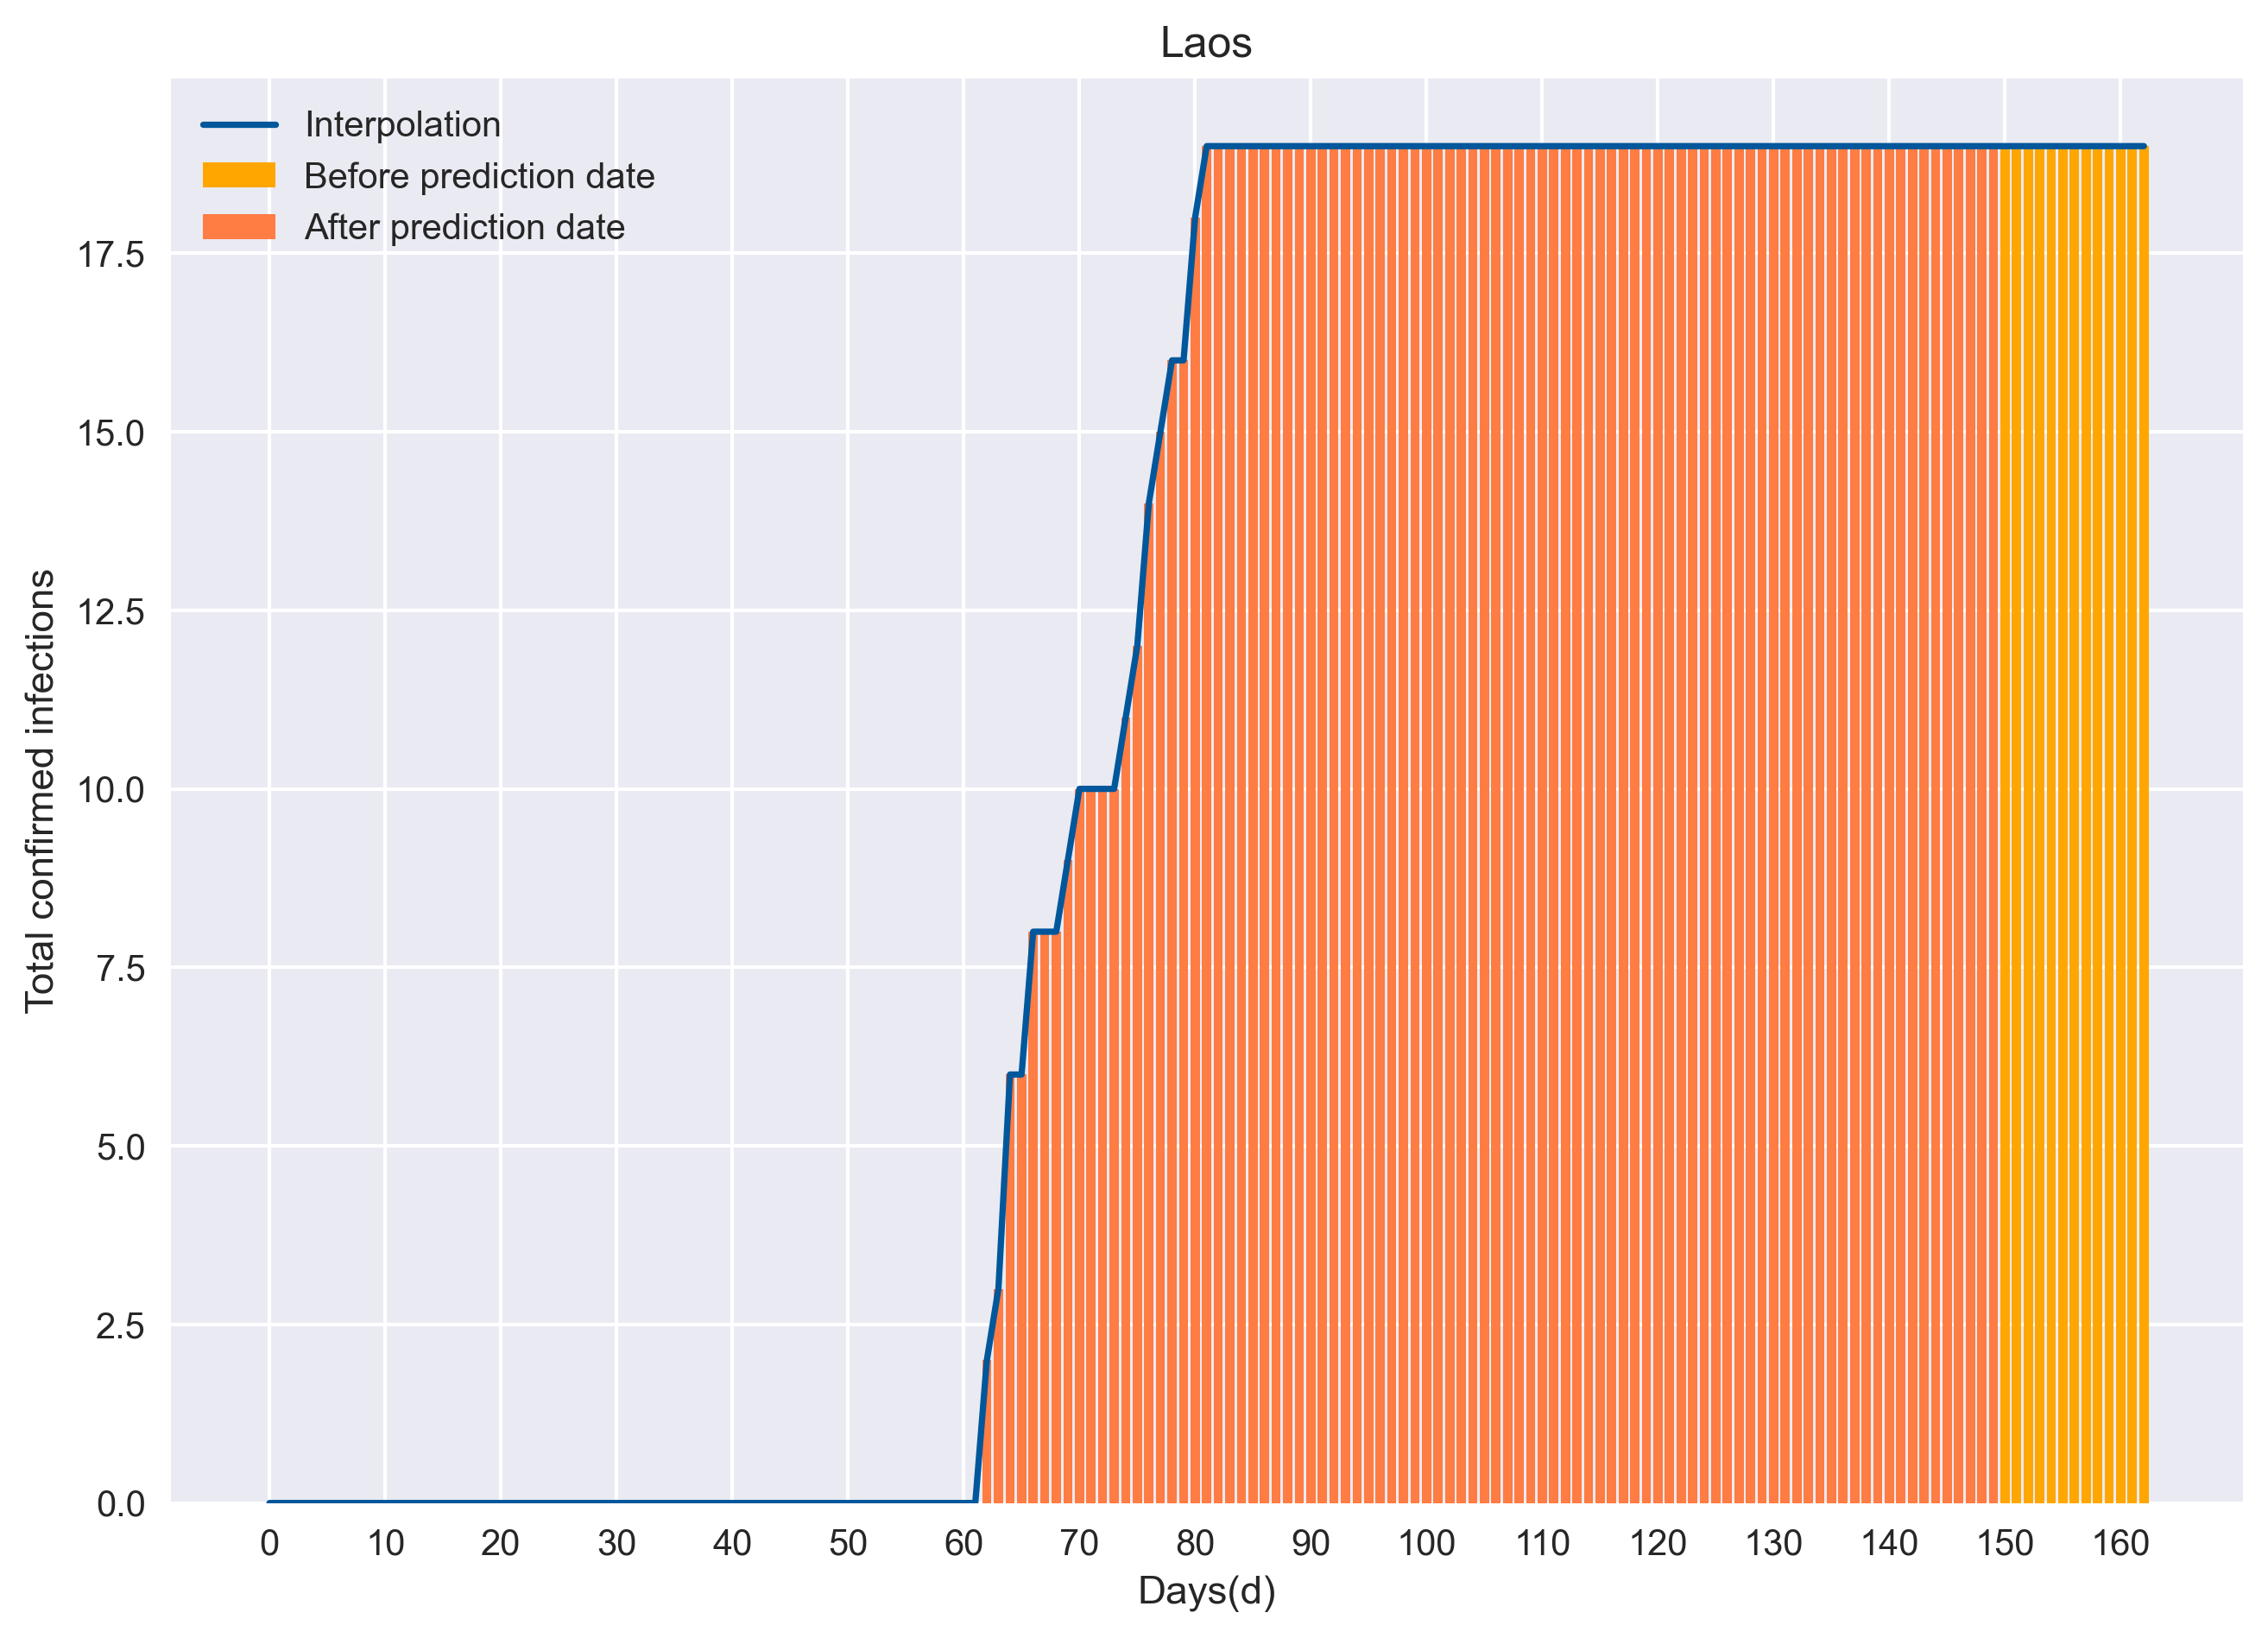 Laos
Interpolation
Before prediction date
After prediction date
17.5
15.0
12.5
10.0
7.5
5.0
2.5
0.0
Total confirmed infections
0 10 20 30 40 50 60 70 80 90 100 110 120 130 140 150 160
Days(d)